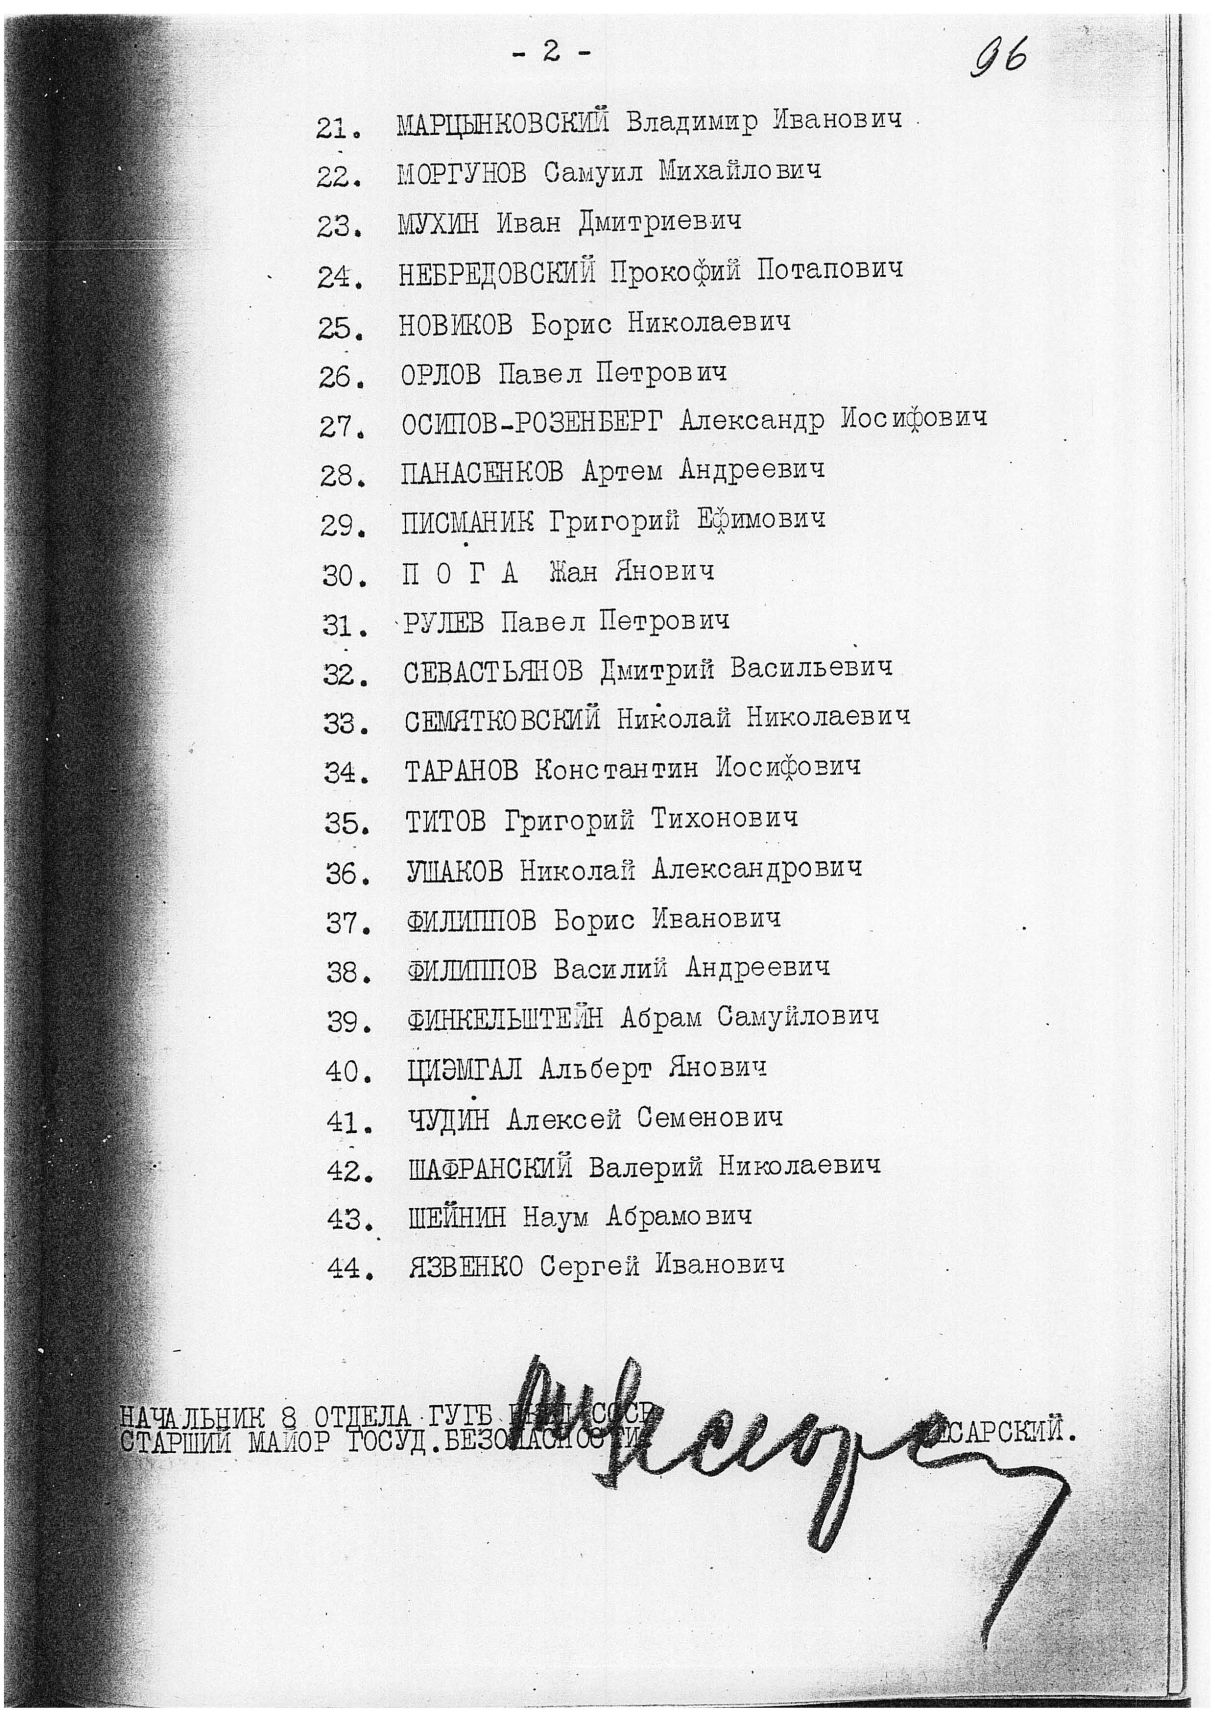 - 2 -
96
21. МАРЦЫНКОВСКИЙ Владимир Иванович
22. МОРГУНОВ Самуил Михайлович
23. МУХИН Иван Дмитриевич
24. НЕБРЕДОВСКИЙ Прокофий Потапович
25. НОВИКОВ Борис Николаевич
26. ОРЛОВ Павел Петрович
27. ОСИПОВ-РОЗЕНБЕРГ Александр Иосифович
28. ПАНАСЕНКОВ Артем Андреевич
29. ПИСМАНИК Григорий Ефимович
30. П О Г А Жан Янович
31. РУЛЕВ Павел Петрович
32. СЕВАСТЬЯНОВ Дмитрий Васильевич
33. СЕМЯТКОВСКИЙ Николай Николаевич
34. ТАРАНОВ Константин Иосифович
35. ТИТОВ Григорий Тихонович
36. УШАКОВ Николай Александрович
37. ФИЛИППОВ Борис Иванович
38. ФИЛИППОВ Василий Андреевич
39. ФИНКЕЛЬШТЕЙН Абрам Самуйлович
40. ЦИЭМГАЛ Альберт Янович
41. ЧУДИН Алексей Семенович
42. ШАФРАНСКИЙ Валерий Николаевич
43. ШЕЙНИН Наум Абрамович
44. ЯЗВЕНКО Сергей Иванович
НАЧАЛЬНИК 8 ОТДЕЛА ГУГБ СССР
СТАРШИЙ МАЙОР ГОСУД.БЕЗОПАСНОСТИ ЦЕСАРСКИЙ.